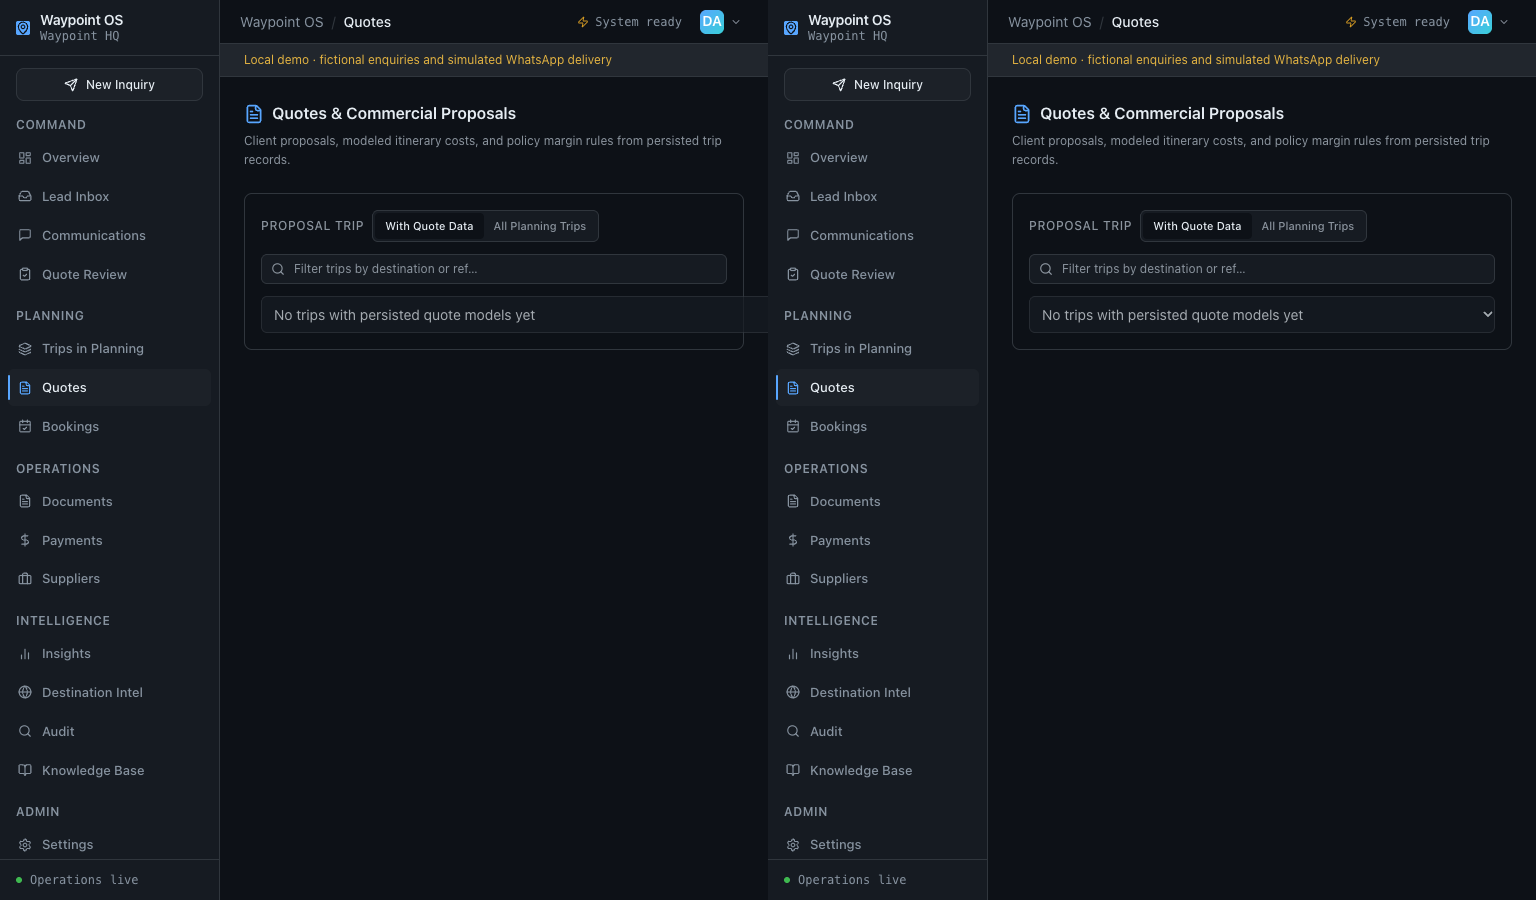 Waypoint OS
Waypoint HQ
New Inquiry
COMMAND
Overview
Lead Inbox
Communications
Quote Review
PLANNING
Trips in Planning
Quotes
Bookings
OPERATIONS
Documents
Payments
Suppliers
INTELLIGENCE
Insights
Destination Intel
Audit
Knowledge Base
ADMIN
Settings
Operations live
Waypoint OS / Quotes
System ready
DA
Local demo · fictional enquiries and simulated WhatsApp delivery
Quotes & Commercial Proposals
Client proposals, modeled itinerary costs, and policy margin rules from persisted trip
records.
PROPOSAL TRIP
With Quote Data
All Planning Trips
Filter trips by destination or ref...
No trips with persisted quote models yet
Waypoint OS
Waypoint HQ
New Inquiry
COMMAND
Overview
Lead Inbox
Communications
Quote Review
PLANNING
Trips in Planning
Quotes
Bookings
OPERATIONS
Documents
Payments
Suppliers
INTELLIGENCE
Insights
Destination Intel
Audit
Knowledge Base
ADMIN
Settings
Operations live
Waypoint OS / Quotes
System ready
DA
Local demo · fictional enquiries and simulated WhatsApp delivery
Quotes & Commercial Proposals
Client proposals, modeled itinerary costs, and policy margin rules from persisted trip
records.
PROPOSAL TRIP
With Quote Data
All Planning Trips
Filter trips by destination or ref...
No trips with persisted quote models yet